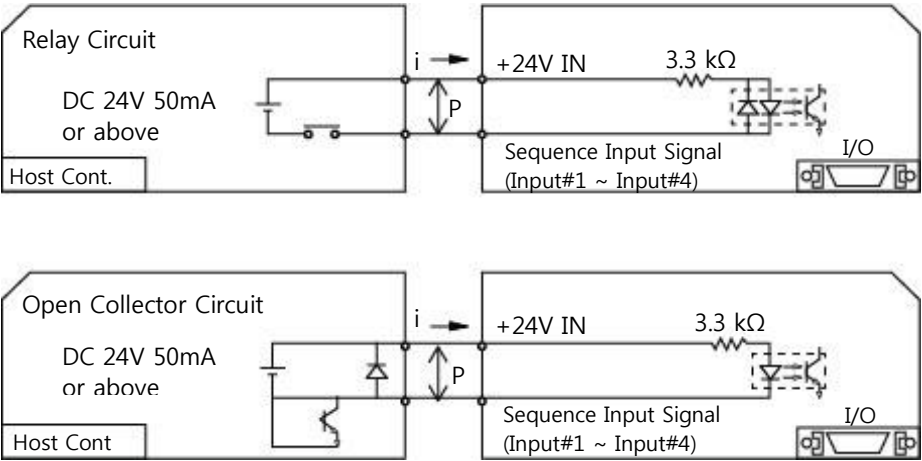 Relay Circuit
i
+24V IN
3.3 kΩ
DC 24V 50mA
or above
P
Sequence Input Signal
(Input#1 ~ Input#4)
I/O
Host Cont.
Open Collector Circuit
i
+24V IN
3.3 kΩ
DC 24V 50mA
or above
P
Sequence Input Signal
(Input#1 ~ Input#4)
I/O
Host Cont